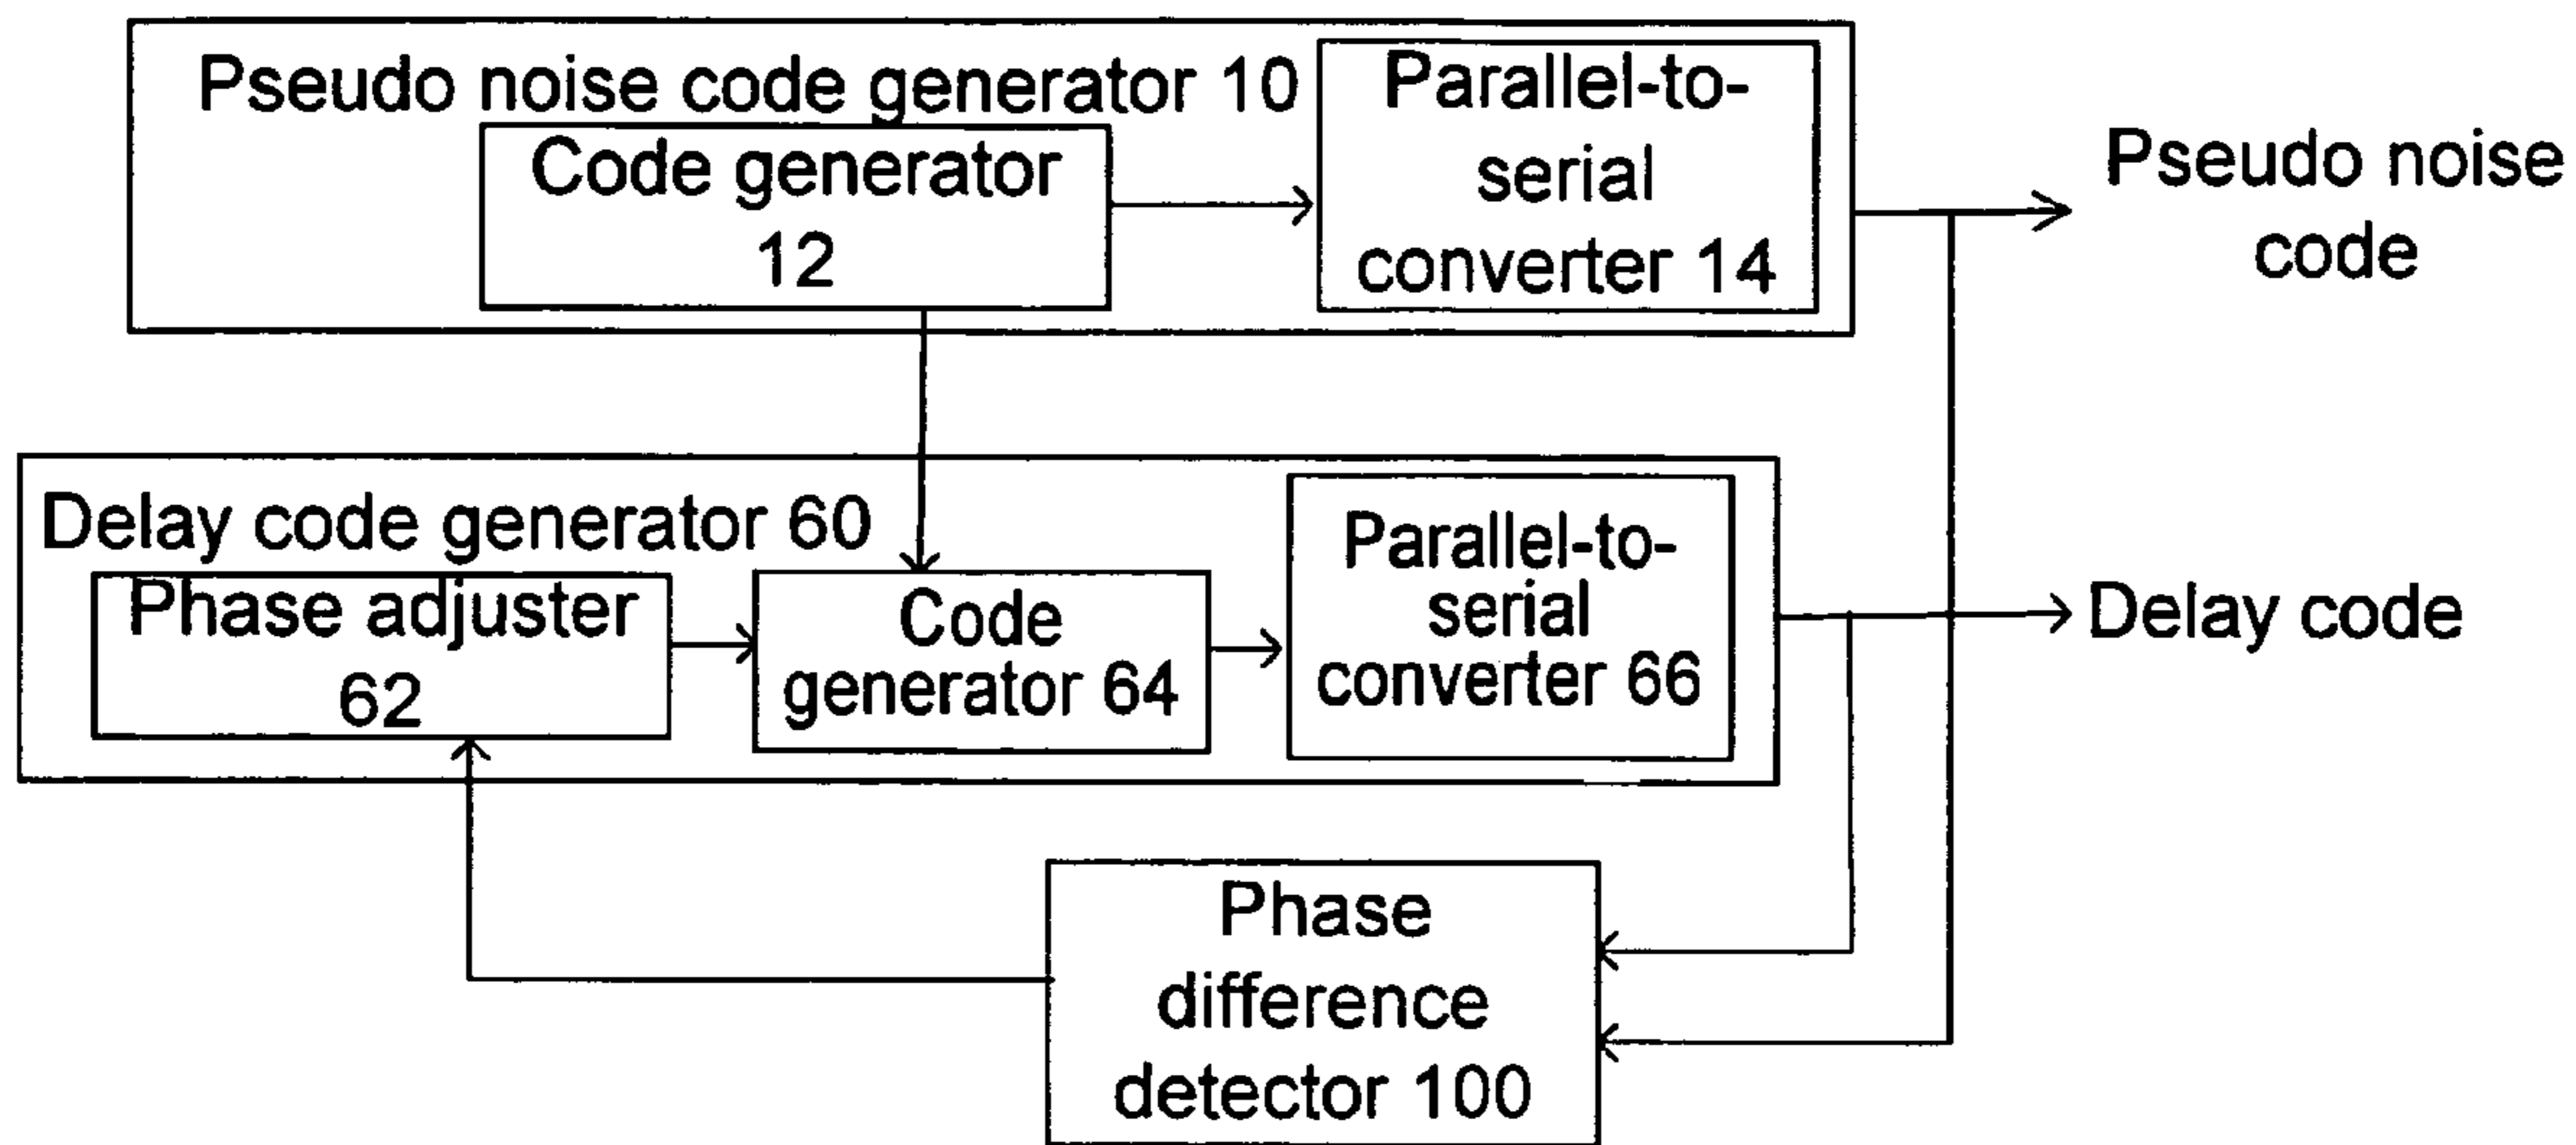 Pseudo noise code generator 10
Code generator
12
Parallel-to-
serial
converter 14
Pseudo noise
code
Delay code generator 60
Phase adjuster
62
Code
generator 64
Parallel-to-
serial
converter 66
Delay code
Phase
difference
detector 100